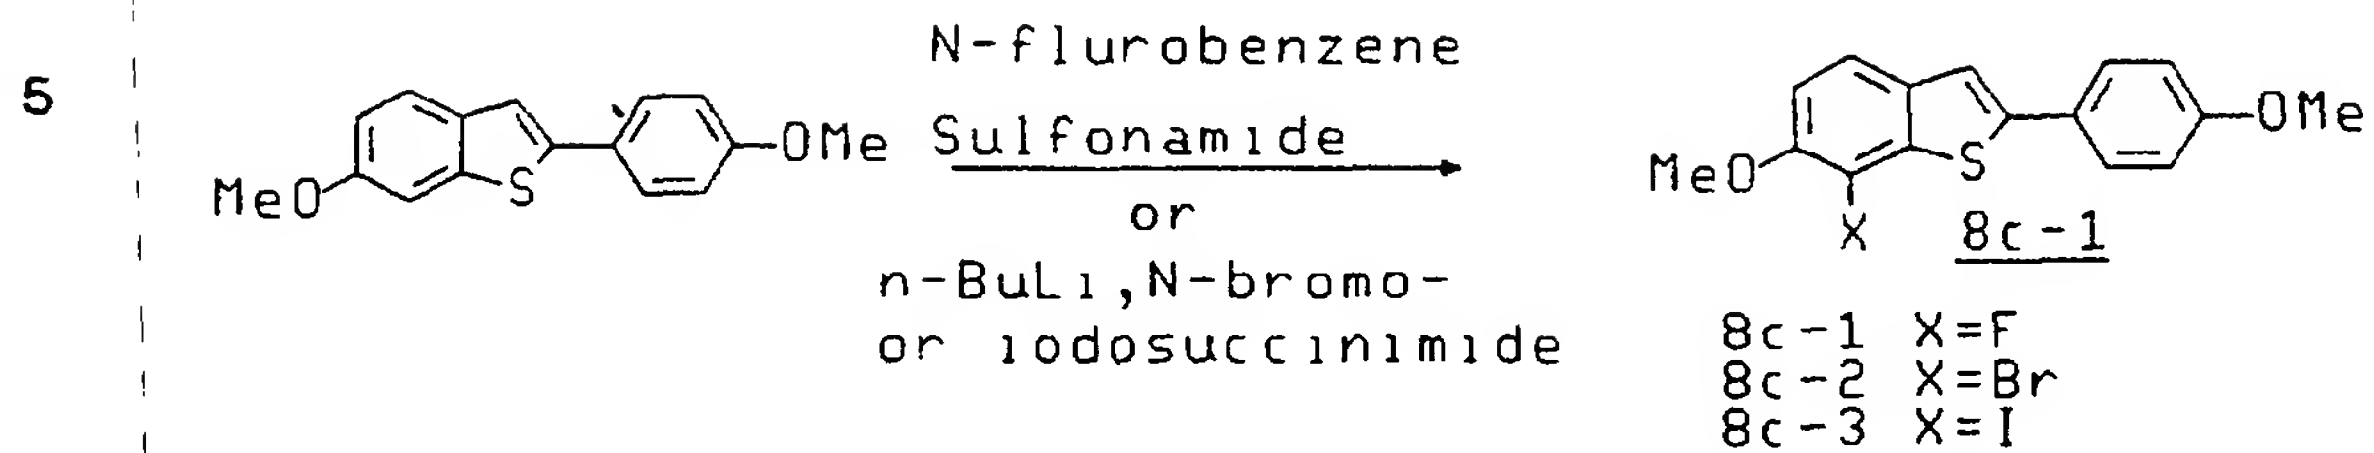 N-flurobenzene
5
Sulfonamide
OMe
MeO
S
or
n-BuLi,N-bromo-
or iodosuccinimide
OMe
MeO
S
X
8c-1
8c-1 X=F
8c-2 X=Br
8c-3 X=I